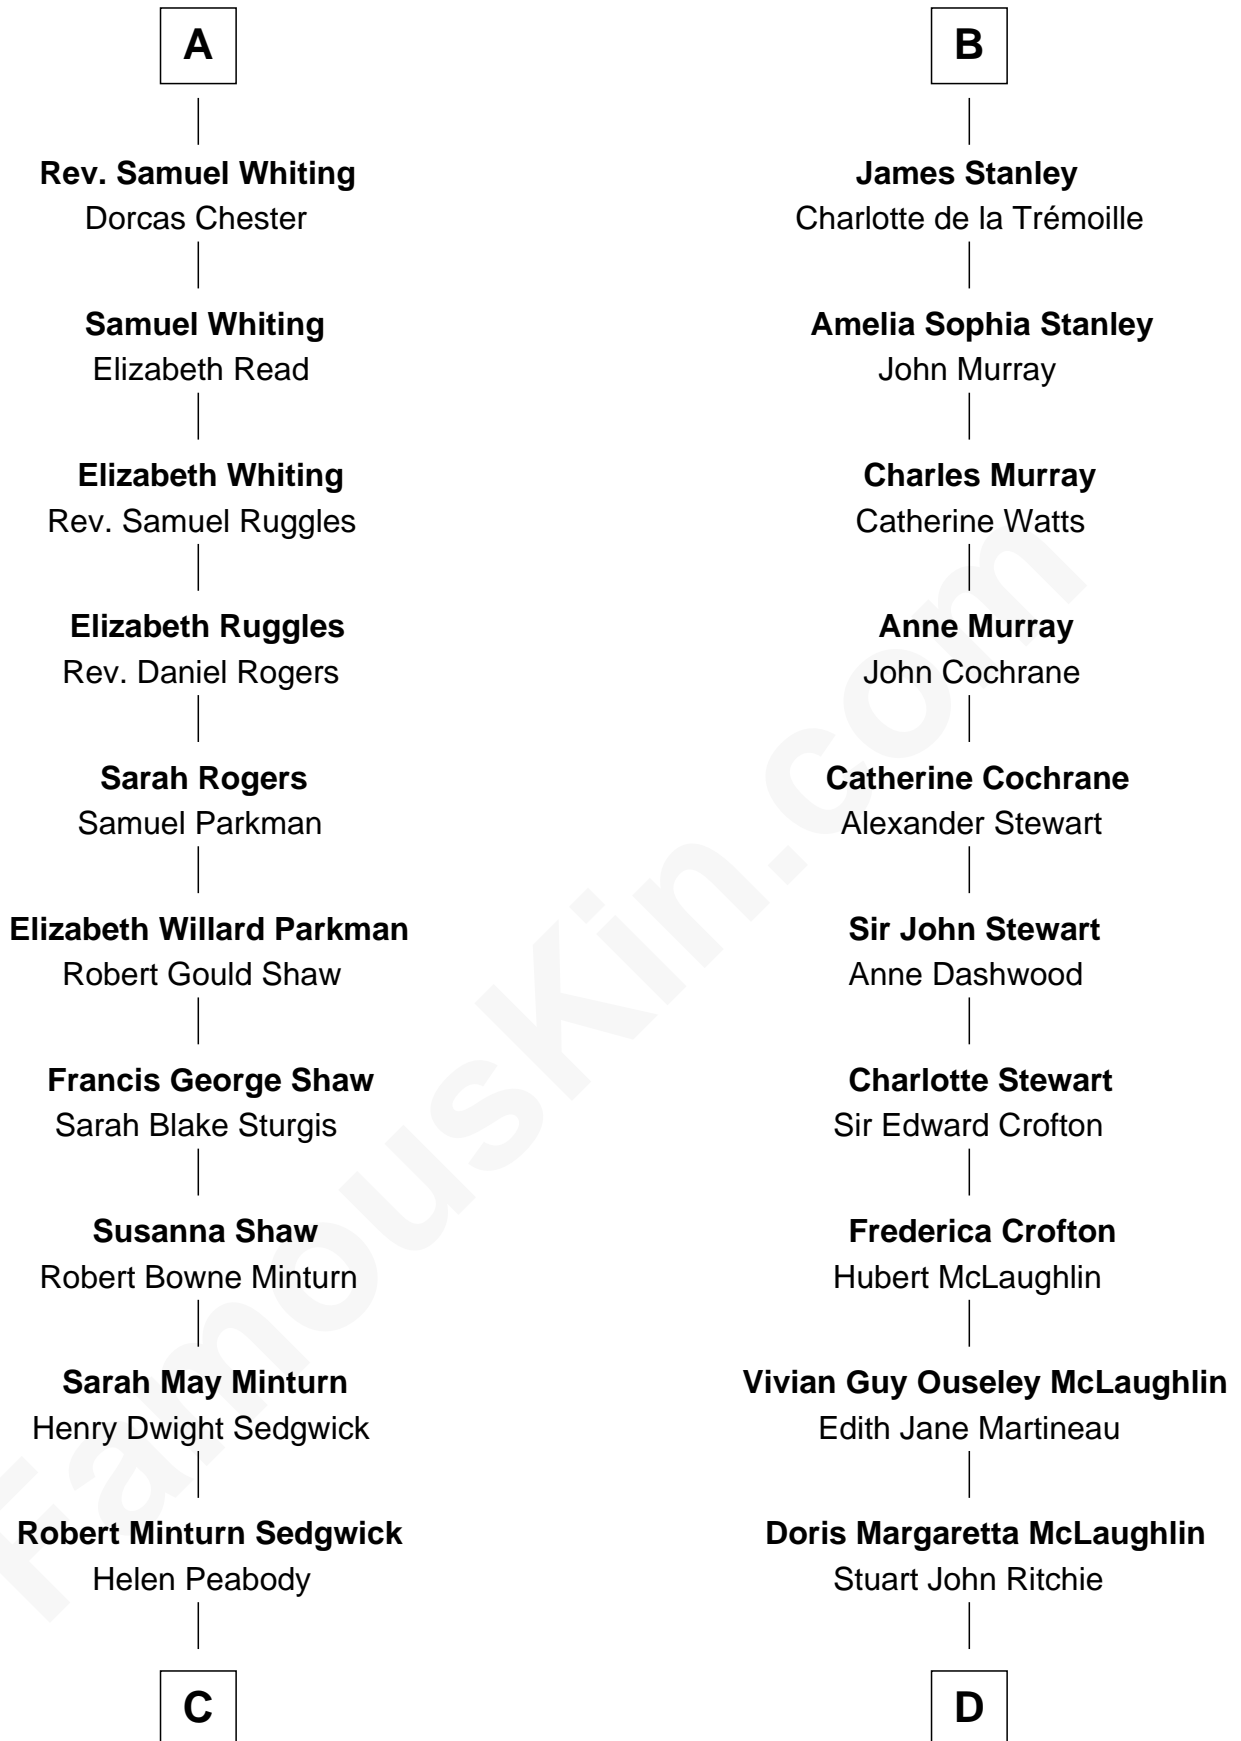 A
Rev. Samuel Whiting
Dorcas Chester
Samuel Whiting
Elizabeth Read
Elizabeth Whiting
Rev. Samuel Ruggles
Elizabeth Ruggles
Rev. Daniel Rogers
Sarah Rogers
Samuel Parkman
Elizabeth Willard Parkman
Robert Gould Shaw
Francis George Shaw
Sarah Blake Sturgis
Susanna Shaw
Robert Bowne Minturn
Sarah May Minturn
Henry Dwight Sedgwick
Robert Minturn Sedgwick
Helen Peabody
C
B
James Stanley
Charlotte de la Trémoille
Amelia Sophia Stanley
John Murray
Charles Murray
Catherine Watts
Anne Murray
John Cochrane
Catherine Cochrane
Alexander Stewart
Sir John Stewart
Anne Dashwood
Charlotte Stewart
Sir Edward Crofton
Frederica Crofton
Hubert McLaughlin
Vivian Guy Ouseley McLaughlin
Edith Jane Martineau
Doris Margaretta McLaughlin
Stuart John Ritchie
D
FamousKin.com